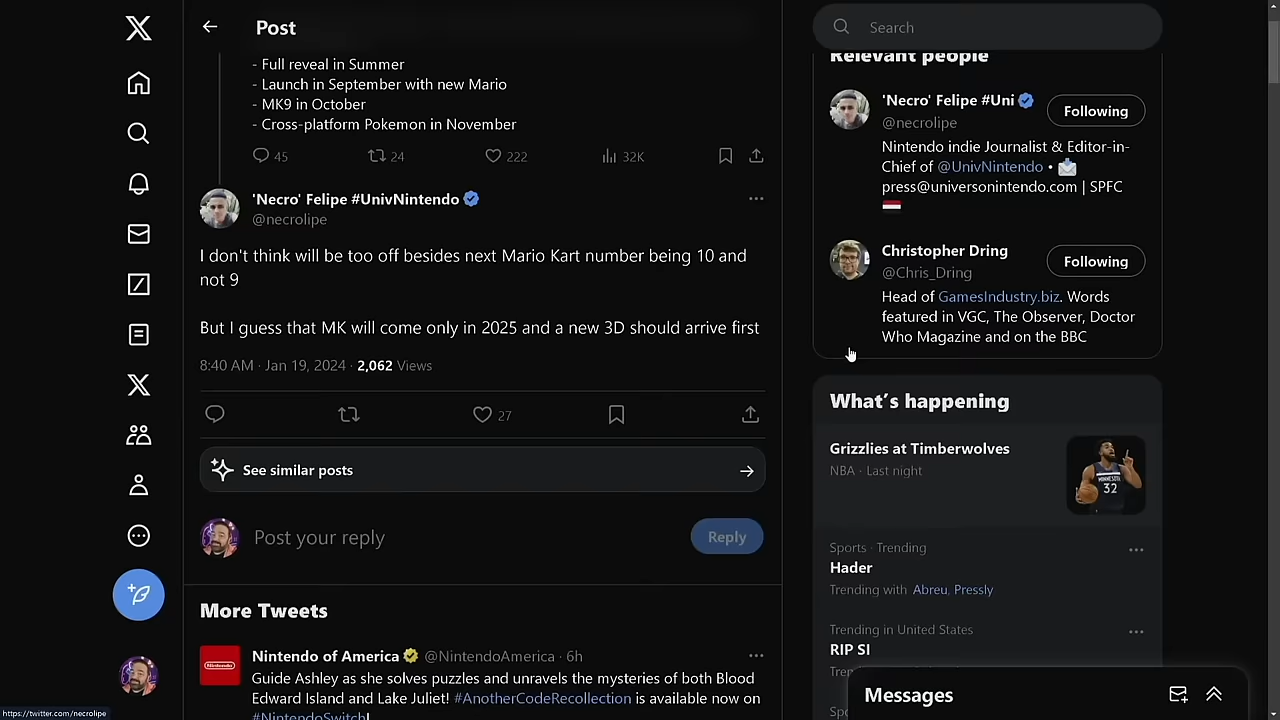 Post
- Full reveal in Summer
- Launch in September with new Mario
- MK9 in October
- Cross-platform Pokemon in November
45
24
222
32K
'Necro' Felipe #UnivNintendo
@necrolipe
I don't think will be too off besides next Mario Kart number being 10 and
not 9
But I guess that MK will come only in 2025 and a new 3D should arrive first
8:40 AM · Jan 19, 2024 · 2,062 Views
27
See similar posts
Post your reply
Reply
More Tweets
Nintendo of America @NintendoAmerica · 6h
Guide Ashley as she solves puzzles and unravels the mysteries of both Blood
Edward Island and Lake Juliet! #AnotherCodeRecollection is available now on
#NintendoSwitch!
Nintendo
Search
Relevant people
'Necro' Felipe #Uni
@necrolipe
Following
Nintendo indie Journalist & Editor-in-
Chief of @UnivNintendo •
press@universonintendo.com | SPFC
Christopher Dring
@Chris_Dring
Following
Head of GamesIndustry.biz. Words
featured in VGC, The Observer, Doctor
Who Magazine and on the BBC
What's happening
Grizzlies at Timberwolves
NBA · Last night
MINNESOTA
32
Sports · Trending
Hader
Trending with Abreu, Pressly
Trending in United States
RIP SI
Messages
https://twitter.com/necrolipe